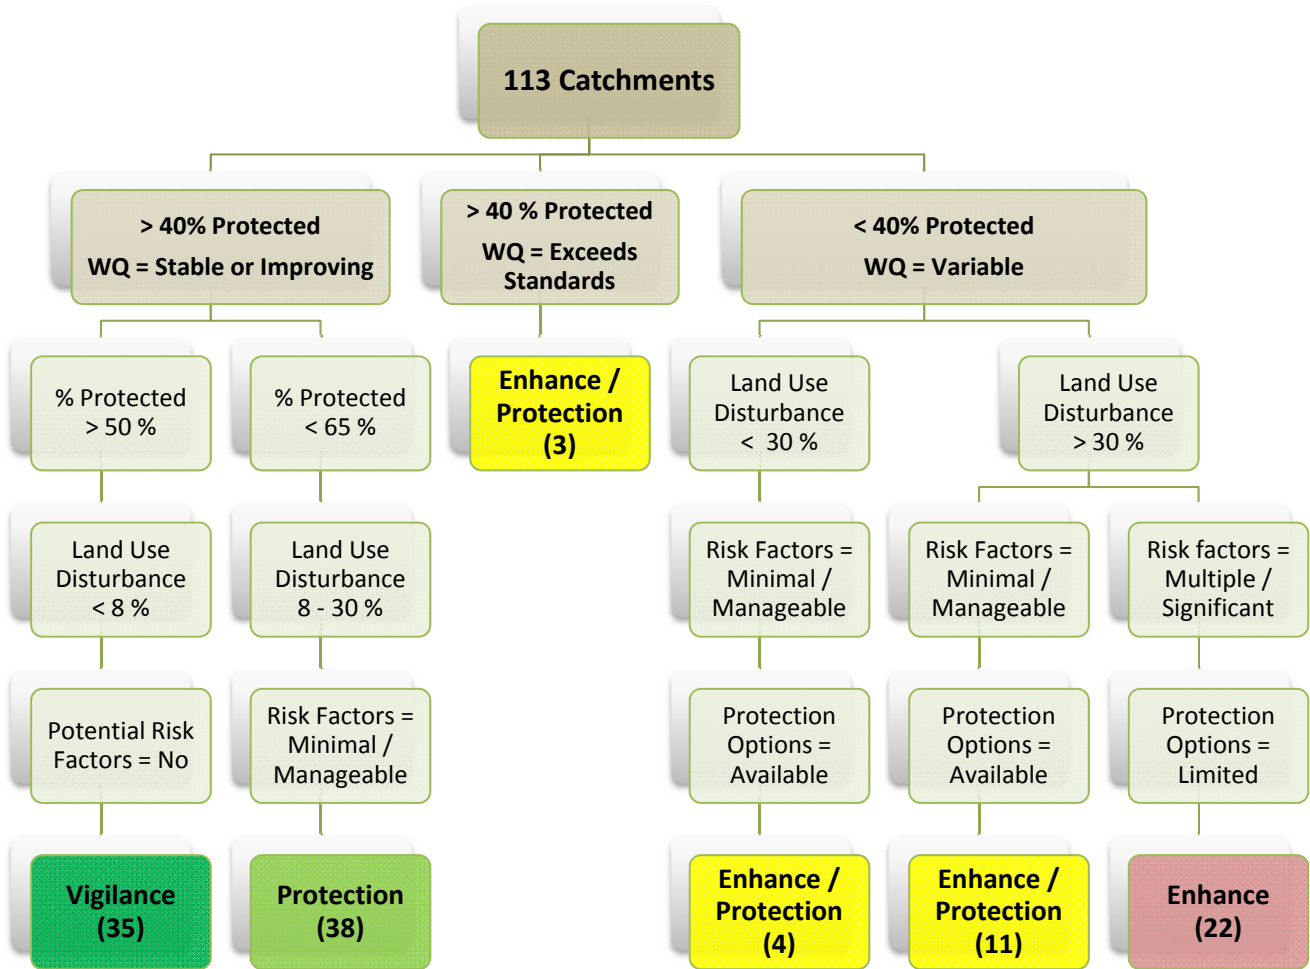 113 Catchments
> 40% Protected
WQ = Stable or Improving
> 40 % Protected
WQ = Exceeds
Standards
< 40% Protected
WQ = Variable
% Protected
> 50 %
% Protected
< 65 %
Enhance /
Protection
(3)
Land Use
Disturbance
< 30 %
Land Use
Disturbance
> 30 %
Land Use
Disturbance
< 8 %
Land Use
Disturbance
8 - 30 %
Risk Factors =
Minimal /
Manageable
Risk Factors =
Minimal /
Manageable
Risk factors =
Multiple /
Significant
Potential Risk
Factors = No
Risk Factors =
Minimal /
Manageable
Protection
Options =
Available
Protection
Options =
Available
Protection
Options =
Limited
Vigilance
(35)
Protection
(38)
Enhance /
Protection
(4)
Enhance /
Protection
(11)
Enhance
(22)